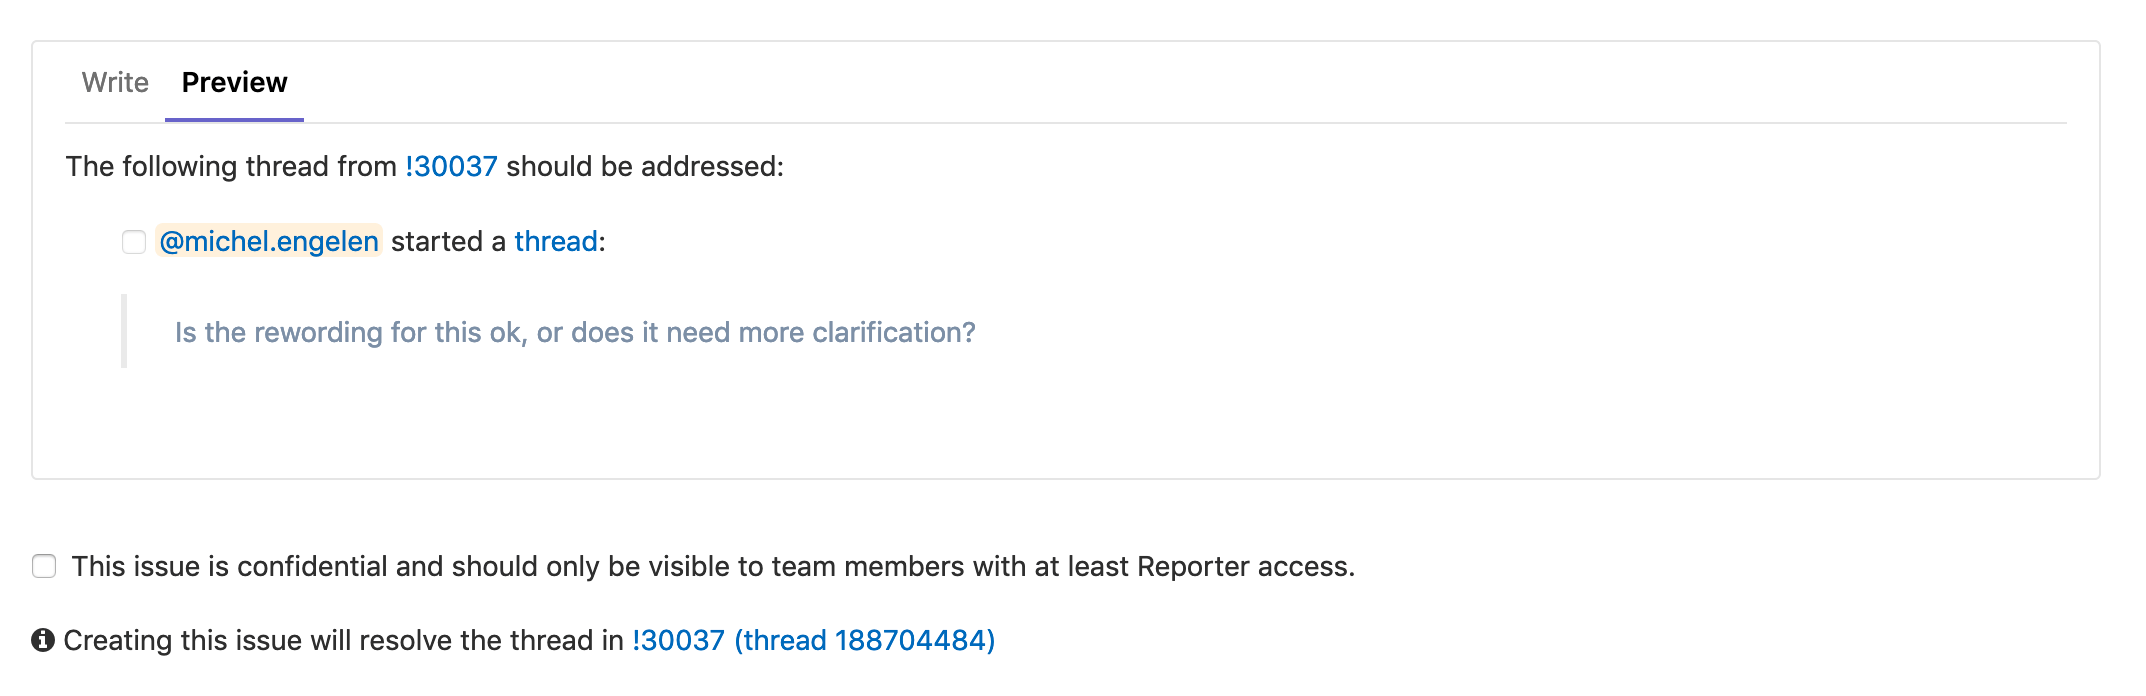 Write Preview
The following thread from !30037 should be addressed:
@michel.engelen started a thread:
Is the rewording for this ok, or does it need more clarification?
This issue is confidential and should only be visible to team members with at least Reporter access.
Creating this issue will resolve the thread in !30037 (thread 188704484)